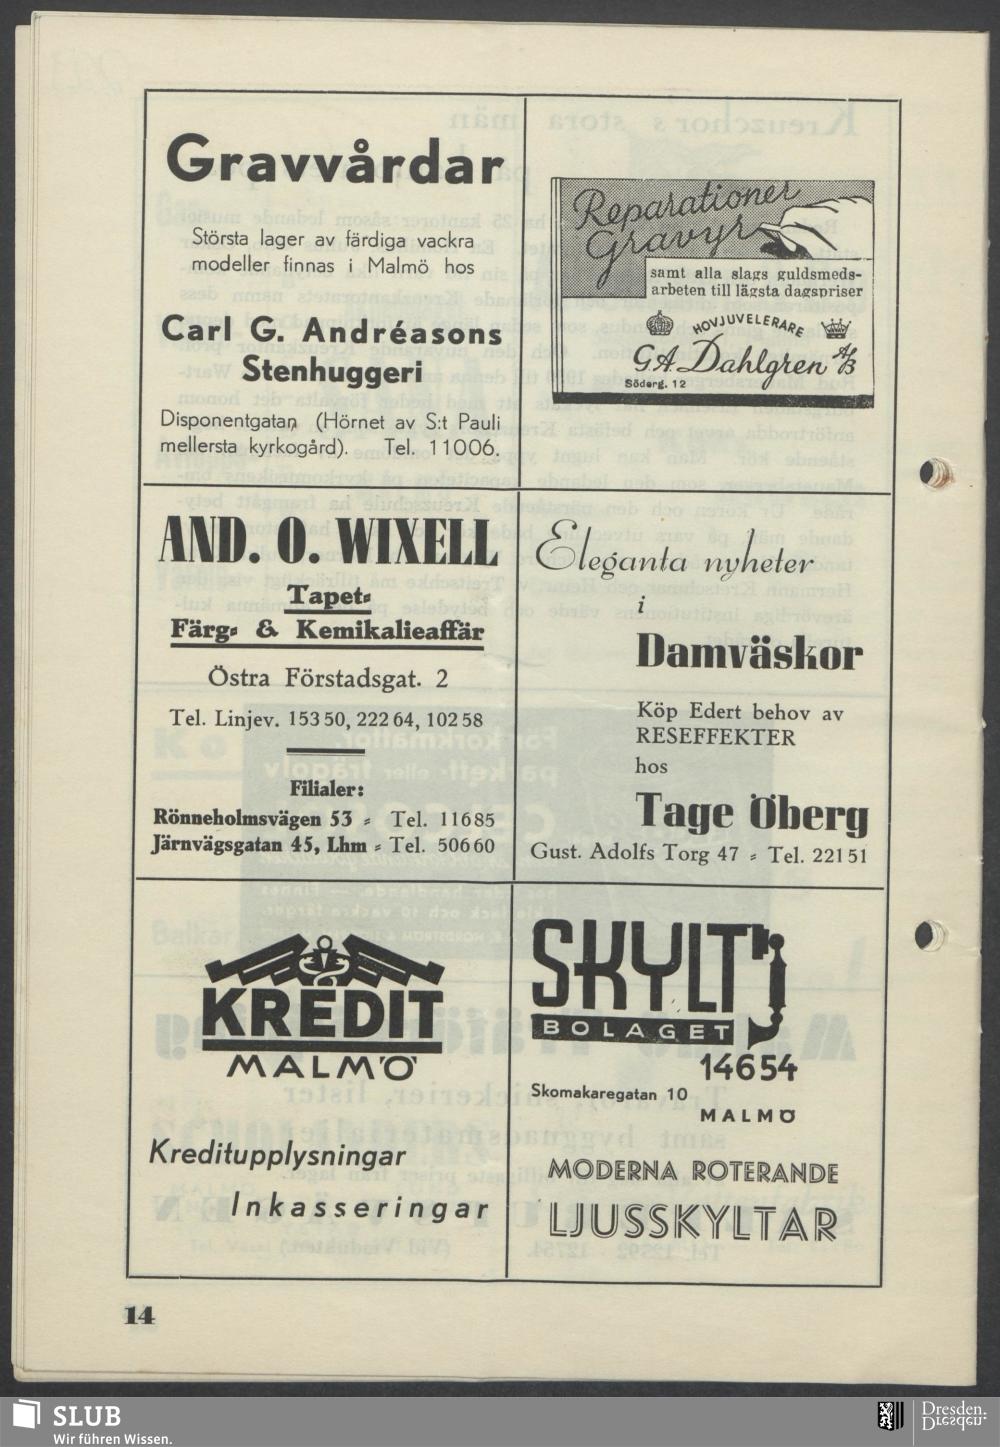 Gravvårdar
Största lager av färdiga vackra
modeller finnas i Malmö hos
Carl G. Andréasons
Stenhuggeri
Disponentgatan (Hörnet av S:t Pauli
mellersta kyrkogård). Tel. 11006.
Reparationer
Gravyr
samt alla slags guldsmeds-
arbeten till lägsta dagspriser
HOVJUVELERARE
G.A. Dahlgren A/B
Söderg. 12
AND. O. WIXELL
Tapet-
Färg- & Kemikalieaffär
Östra Förstadsgat. 2
Tel. Linjev. 153 50, 222 64, 102 58
Filialer:
Rönneholmsvägen 53 - Tel. 11685
Järnvägsgatan 45, Lhm - Tel. 50660
Eleganta nyheter
i
Damväskor
Köp Edert behov av
RESEFFEKTER
hos
Tage Öberg
Gust. Adolfs Torg 47 - Tel. 22151
KREDIT
MALMÖ
Kreditupplysningar
Inkasseringar
SKYLT
BOLAGET
14654
Skomakaregatan 10
MALMÖ
MODERNA ROTERANDE
LJUSSKYLTAR
14
SLUB
Wir führen Wissen.
Dresden.
Dresden.